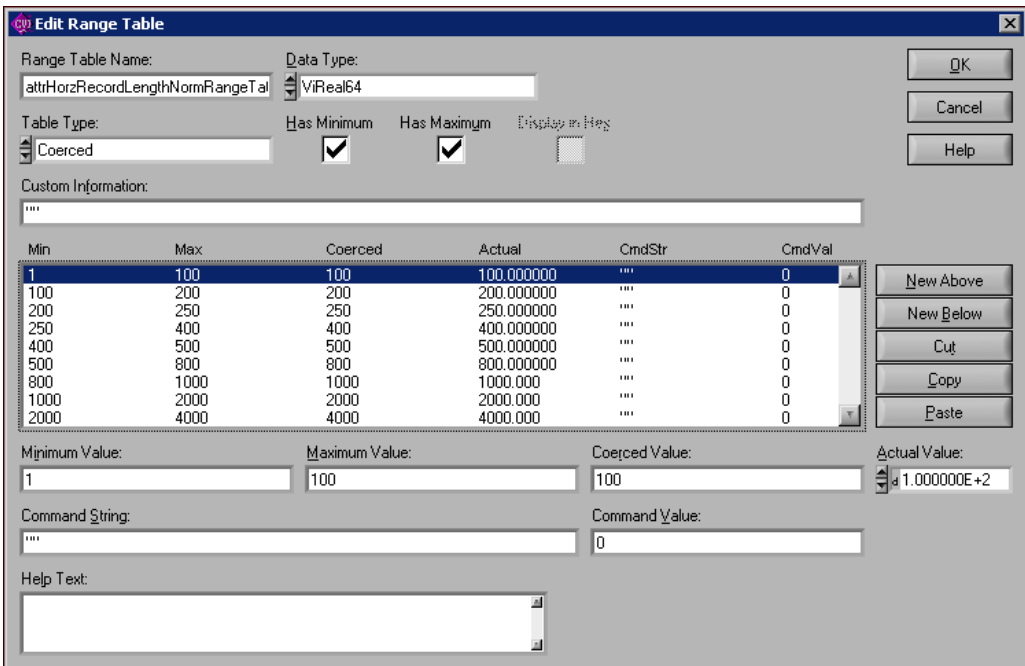 CVI Edit Range Table
Range Table Name: Data Type:
attrHorzRecordLengthNormRangeTal ViReal64
OK
Cancel
Help
Table Type: Has Minimum Has Maximum Display in Hex
Coerced
Custom Information:
""
Min Max Coerced Actual CmdStr CmdVal
1 100 100 100.000000 "" 0
100 200 200 200.000000 "" 0
200 250 250 250.000000 "" 0
250 400 400 400.000000 "" 0
400 500 500 500.000000 "" 0
500 800 800 800.000000 "" 0
800 1000 1000 1000.000 "" 0
1000 2000 2000 2000.000 "" 0
2000 4000 4000 4000.000 "" 0
New Above
New Below
Cut
Copy
Paste
Minimum Value: Maximum Value: Coerced Value: Actual Value:
1 100 100 d 1.000000E+2
Command String: Command Value:
"" 0
Help Text: